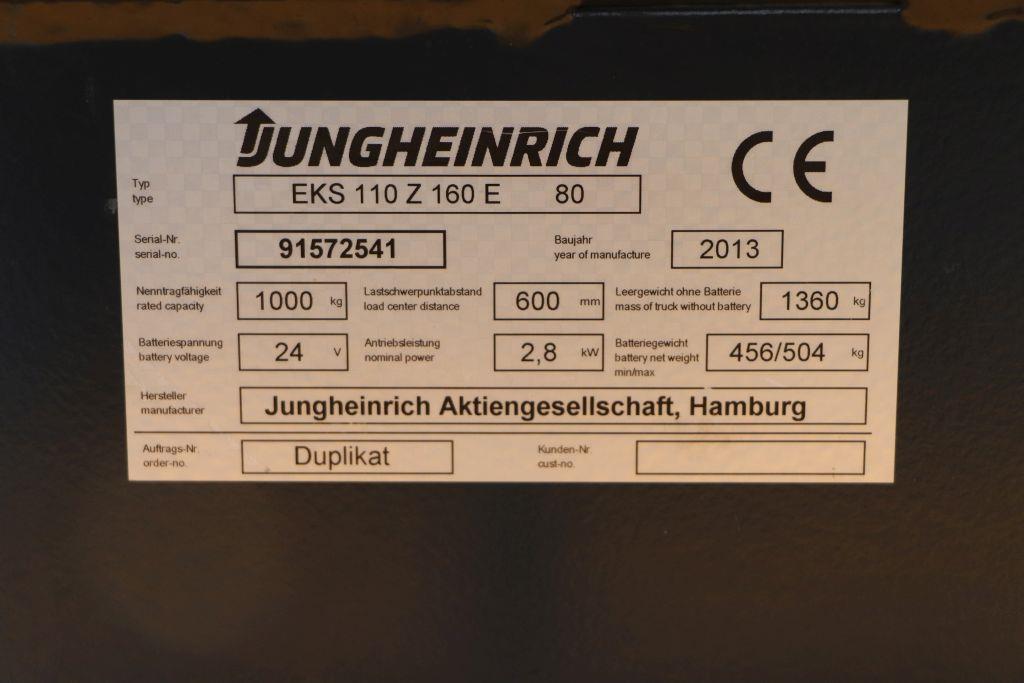 JUNGHEINRICH
CE
Typ
type
EKS 110 Z 160 E 80
Serial-Nr.
serial-no.
91572541
Baujahr
year of manufacture
2013
Nenntragfähigkeit
rated capacity
1000 kg
Lastschwerpunktabstand
load center distance
600 mm
Leergewicht ohne Batterie
mass of truck without battery
1360 kg
Batteriespannung
battery voltage
24 V
Antriebsleistung
nominal power
2,8 kW
Batteriegewicht
battery net weight
min/max
456/504 kg
Hersteller
manufacturer
Jungheinrich Aktiengesellschaft, Hamburg
Auftrags-Nr.
order-no.
Duplikat
Kunden-Nr
cust-no.